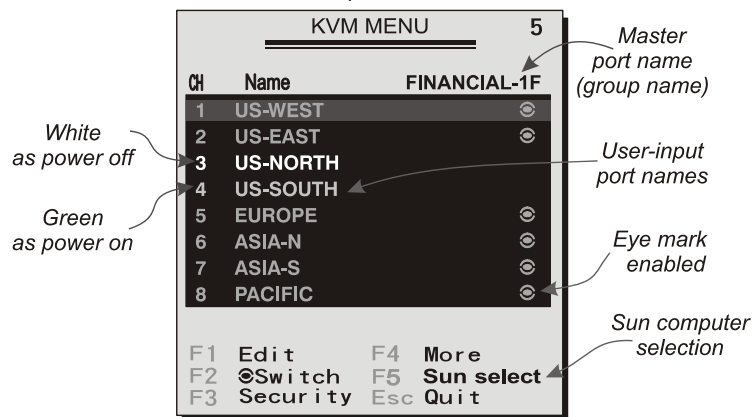 KVM MENU 5
Master
port name
(group name)
CH Name FINANCIAL-1F
1 US-WEST
2 US-EAST
3 US-NORTH
4 US-SOUTH
5 EUROPE
6 ASIA-N
7 ASIA-S
8 PACIFIC
White
as power off
Green
as power on
User-input
port names
Eye mark
enabled
Sun computer
selection
F1 Edit F4 More
F2 Switch F5 Sun select
F3 Security Esc Quit